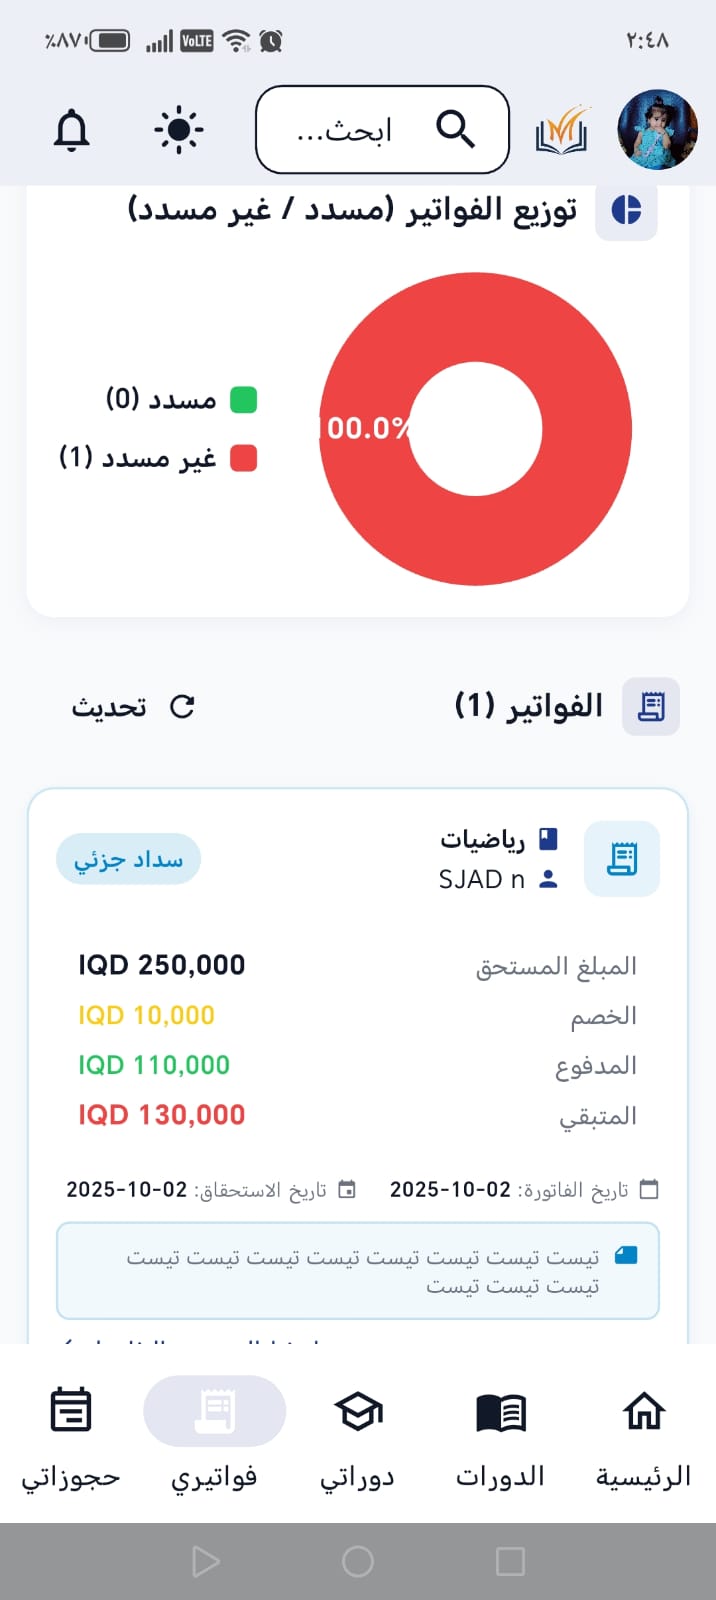 ٢:٤٨
VoLTE
٪٨٧
ابحث...
توزيع الفواتير (مسدد / غير مسدد)
مسدد (0)
غير مسدد (1)
00.0%
الفواتير (1)
تحديث
رياضيات
SJAD n
سداد جزئي
المبلغ المستحق
IQD 250,000
الخصم
IQD 10,000
المدفوع
IQD 110,000
المتبقي
IQD 130,000
تاريخ الفاتورة: 2025-10-02
تاريخ الاستحقاق: 2025-10-02
تيست تيست تيست تيست تيست تيست تيست تيست
تيست تيست تيست
الرئيسية
الدورات
دوراتي
فواتيري
حجوزاتي